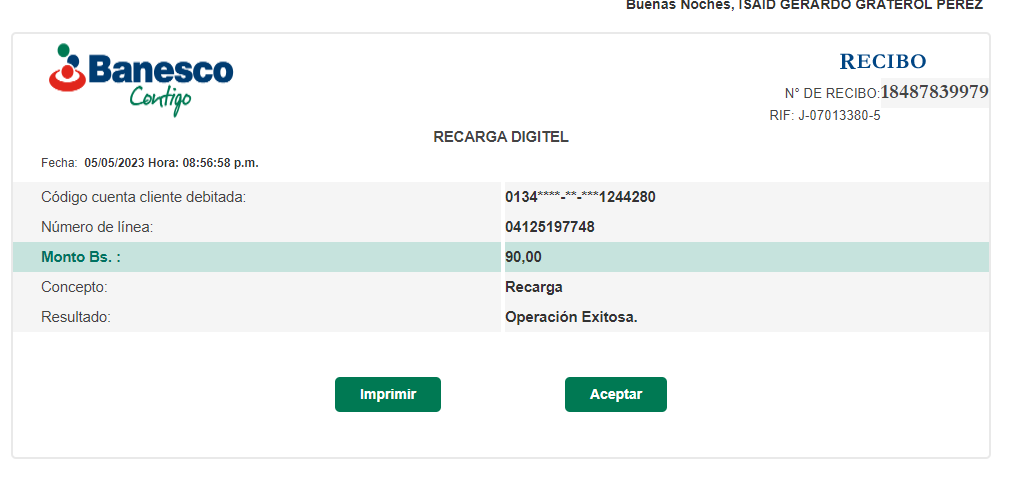 Buenas Noches, ISAID GERARDO GRATEROL PEREZ
Banesco
Contigo
RECIBO
N° DE RECIBO:18487839979
RIF: J-07013380-5
RECARGA DIGITEL
Fecha: 05/05/2023 Hora: 08:56:58 p.m.
Código cuenta cliente debitada: 0134****-**-***1244280
Número de línea: 04125197748
Monto Bs. : 90,00
Concepto: Recarga
Resultado: Operación Exitosa.
Imprimir Aceptar